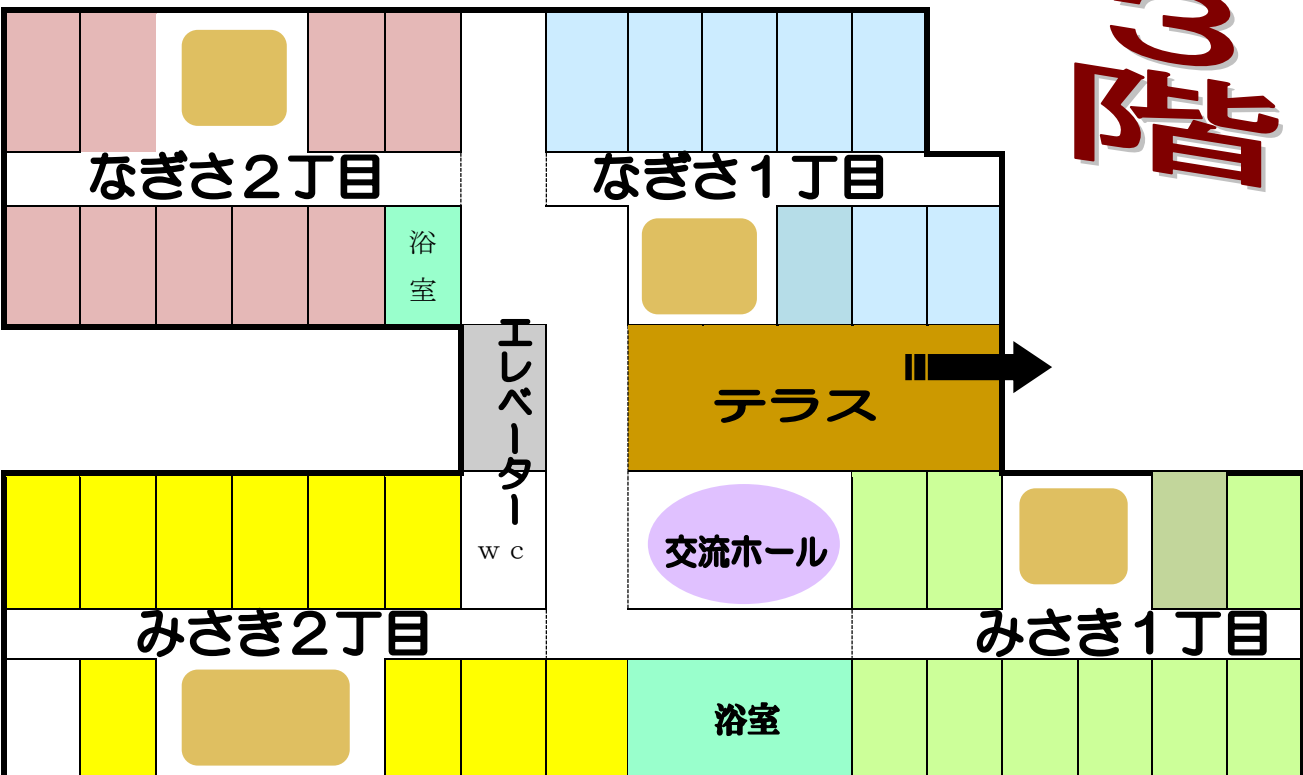 3階
なぎさ2丁目
なぎさ1丁目
浴室
エレベーター
テラス
wc
交流ホール
みさき2丁目
みさき1丁目
浴室